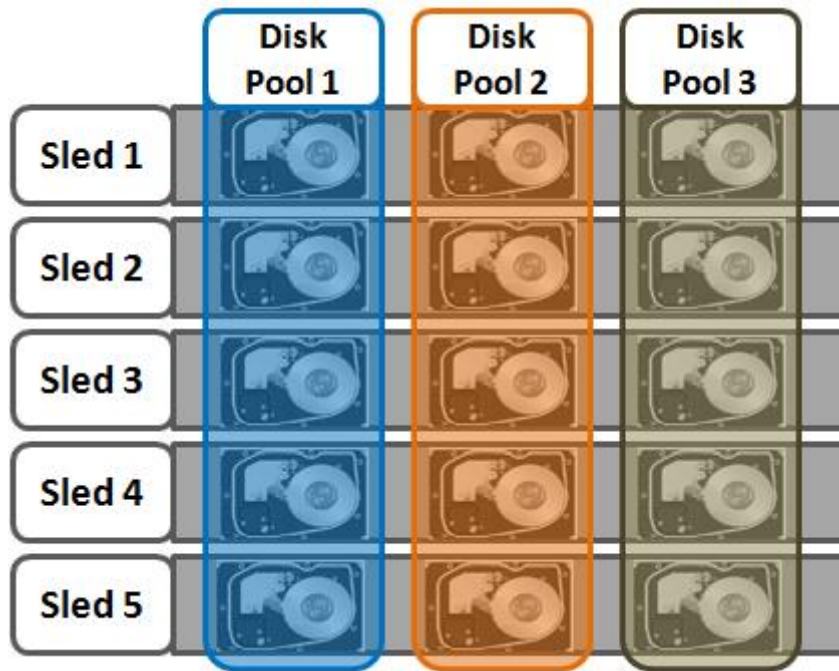 Disk
Pool 1
Disk
Pool 2
Disk
Pool 3
Sled 1
Sled 2
Sled 3
Sled 4
Sled 5